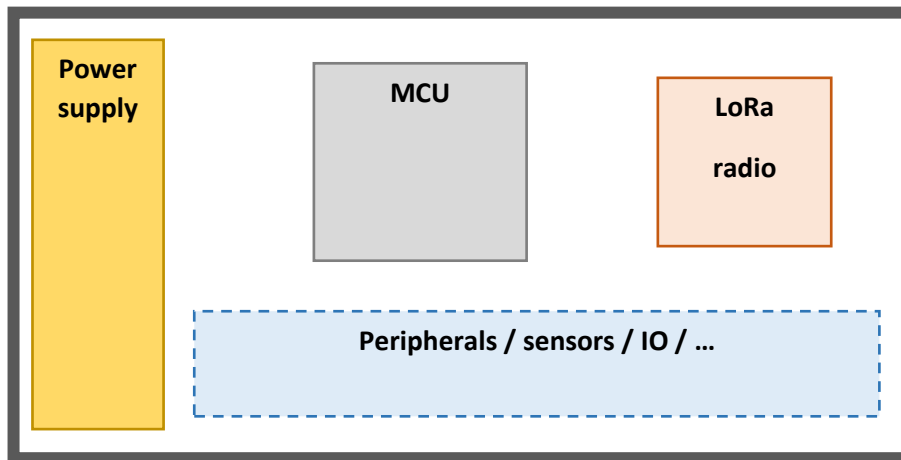 Power
supply
MCU
LoRa
radio
Peripherals / sensors / IO / …